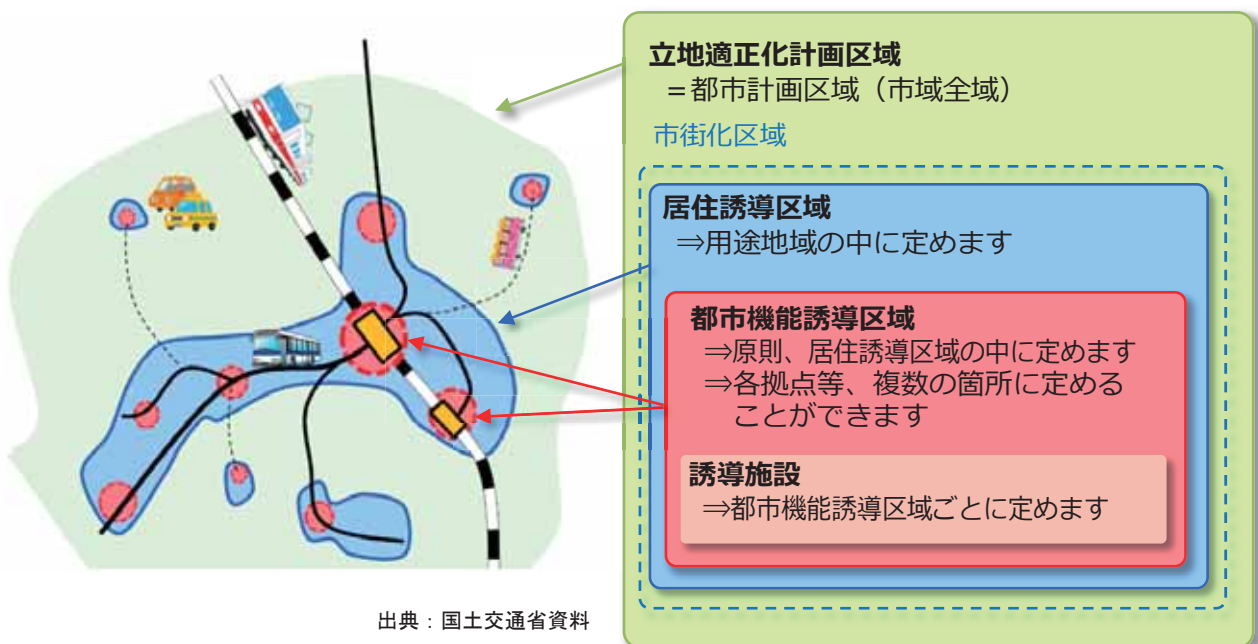 立地適正化計画区域
＝都市計画区域（市域全域）
市街化区域
居住誘導区域
⇒用途地域の中に定めます
都市機能誘導区域
⇒原則、居住誘導区域の中に定めます
⇒各拠点等、複数の箇所に定める
ことができます
誘導施設
⇒都市機能誘導区域ごとに定めます
出典：国土交通省資料